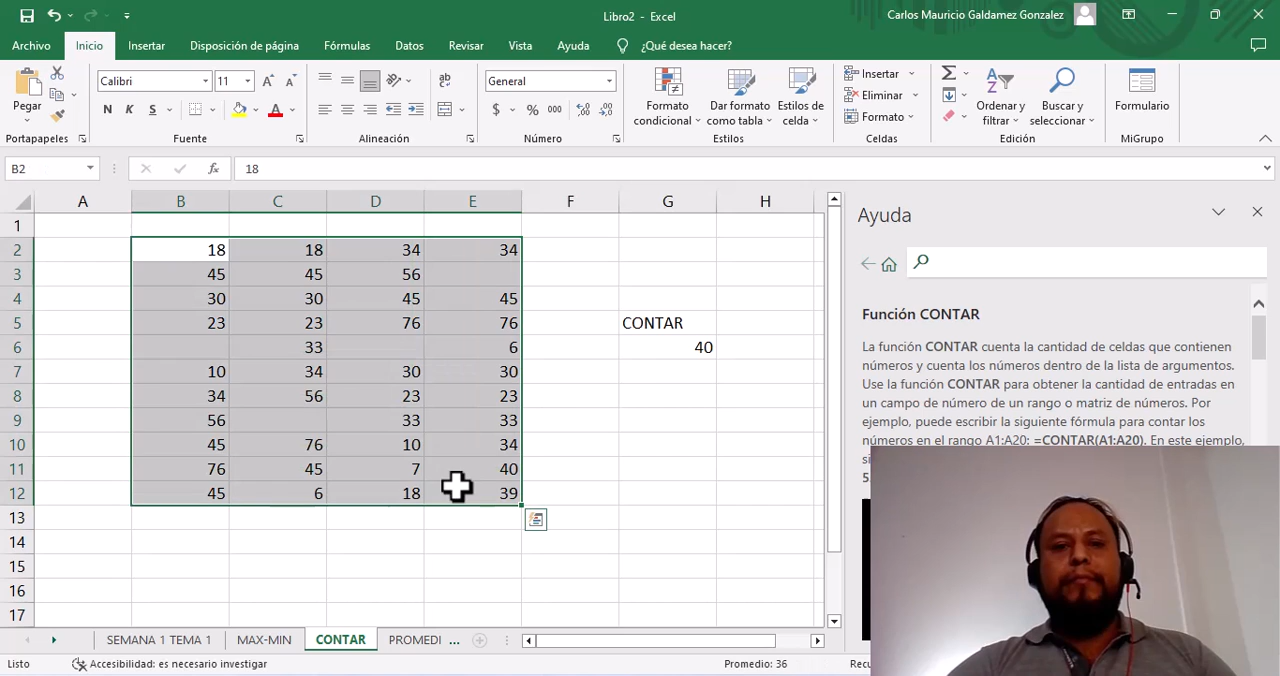 Libro2 - Excel
Carlos Mauricio Galdamez Gonzalez
Archivo Inicio Insertar Disposición de página Fórmulas Datos Revisar Vista Ayuda ¿Qué desea hacer?
Pegar
Calibri 11
N K S
ab
General
$ % 000
Formato condicional
Dar formato como tabla
Estilos de celda
Insertar
Eliminar
Formato
Ordenar y filtrar
Buscar y seleccionar
Formulario
Portapapeles Fuente Alineación Número Estilos Celdas Edición MiGrupo
B2 fx 18
A B C D E F G H
1
2 18 18 34 34
3 45 45 56
4 30 30 45 45
5 23 23 76 76 CONTAR
6 33 6 40
7 10 34 30 30
8 34 56 23 23
9 56 33 33
10 45 76 10 34
11 76 45 7 40
12 45 6 18 39
13
14
15
16
17
Ayuda
Función CONTAR
La función CONTAR cuenta la cantidad de celdas que contienen
números y cuenta los números dentro de la lista de argumentos.
Use la función CONTAR para obtener la cantidad de entradas
en un campo de número de un rango o matriz de números. Por
ejemplo, puede escribir la siguiente fórmula para contar los
números en el rango A1:A20: =CONTAR(A1:A20). En este ejemplo,
SEMANA 1 TEMA 1 MAX-MIN CONTAR PROMEDI ...
Listo Accesibilidad: es necesario investigar Promedio: 36